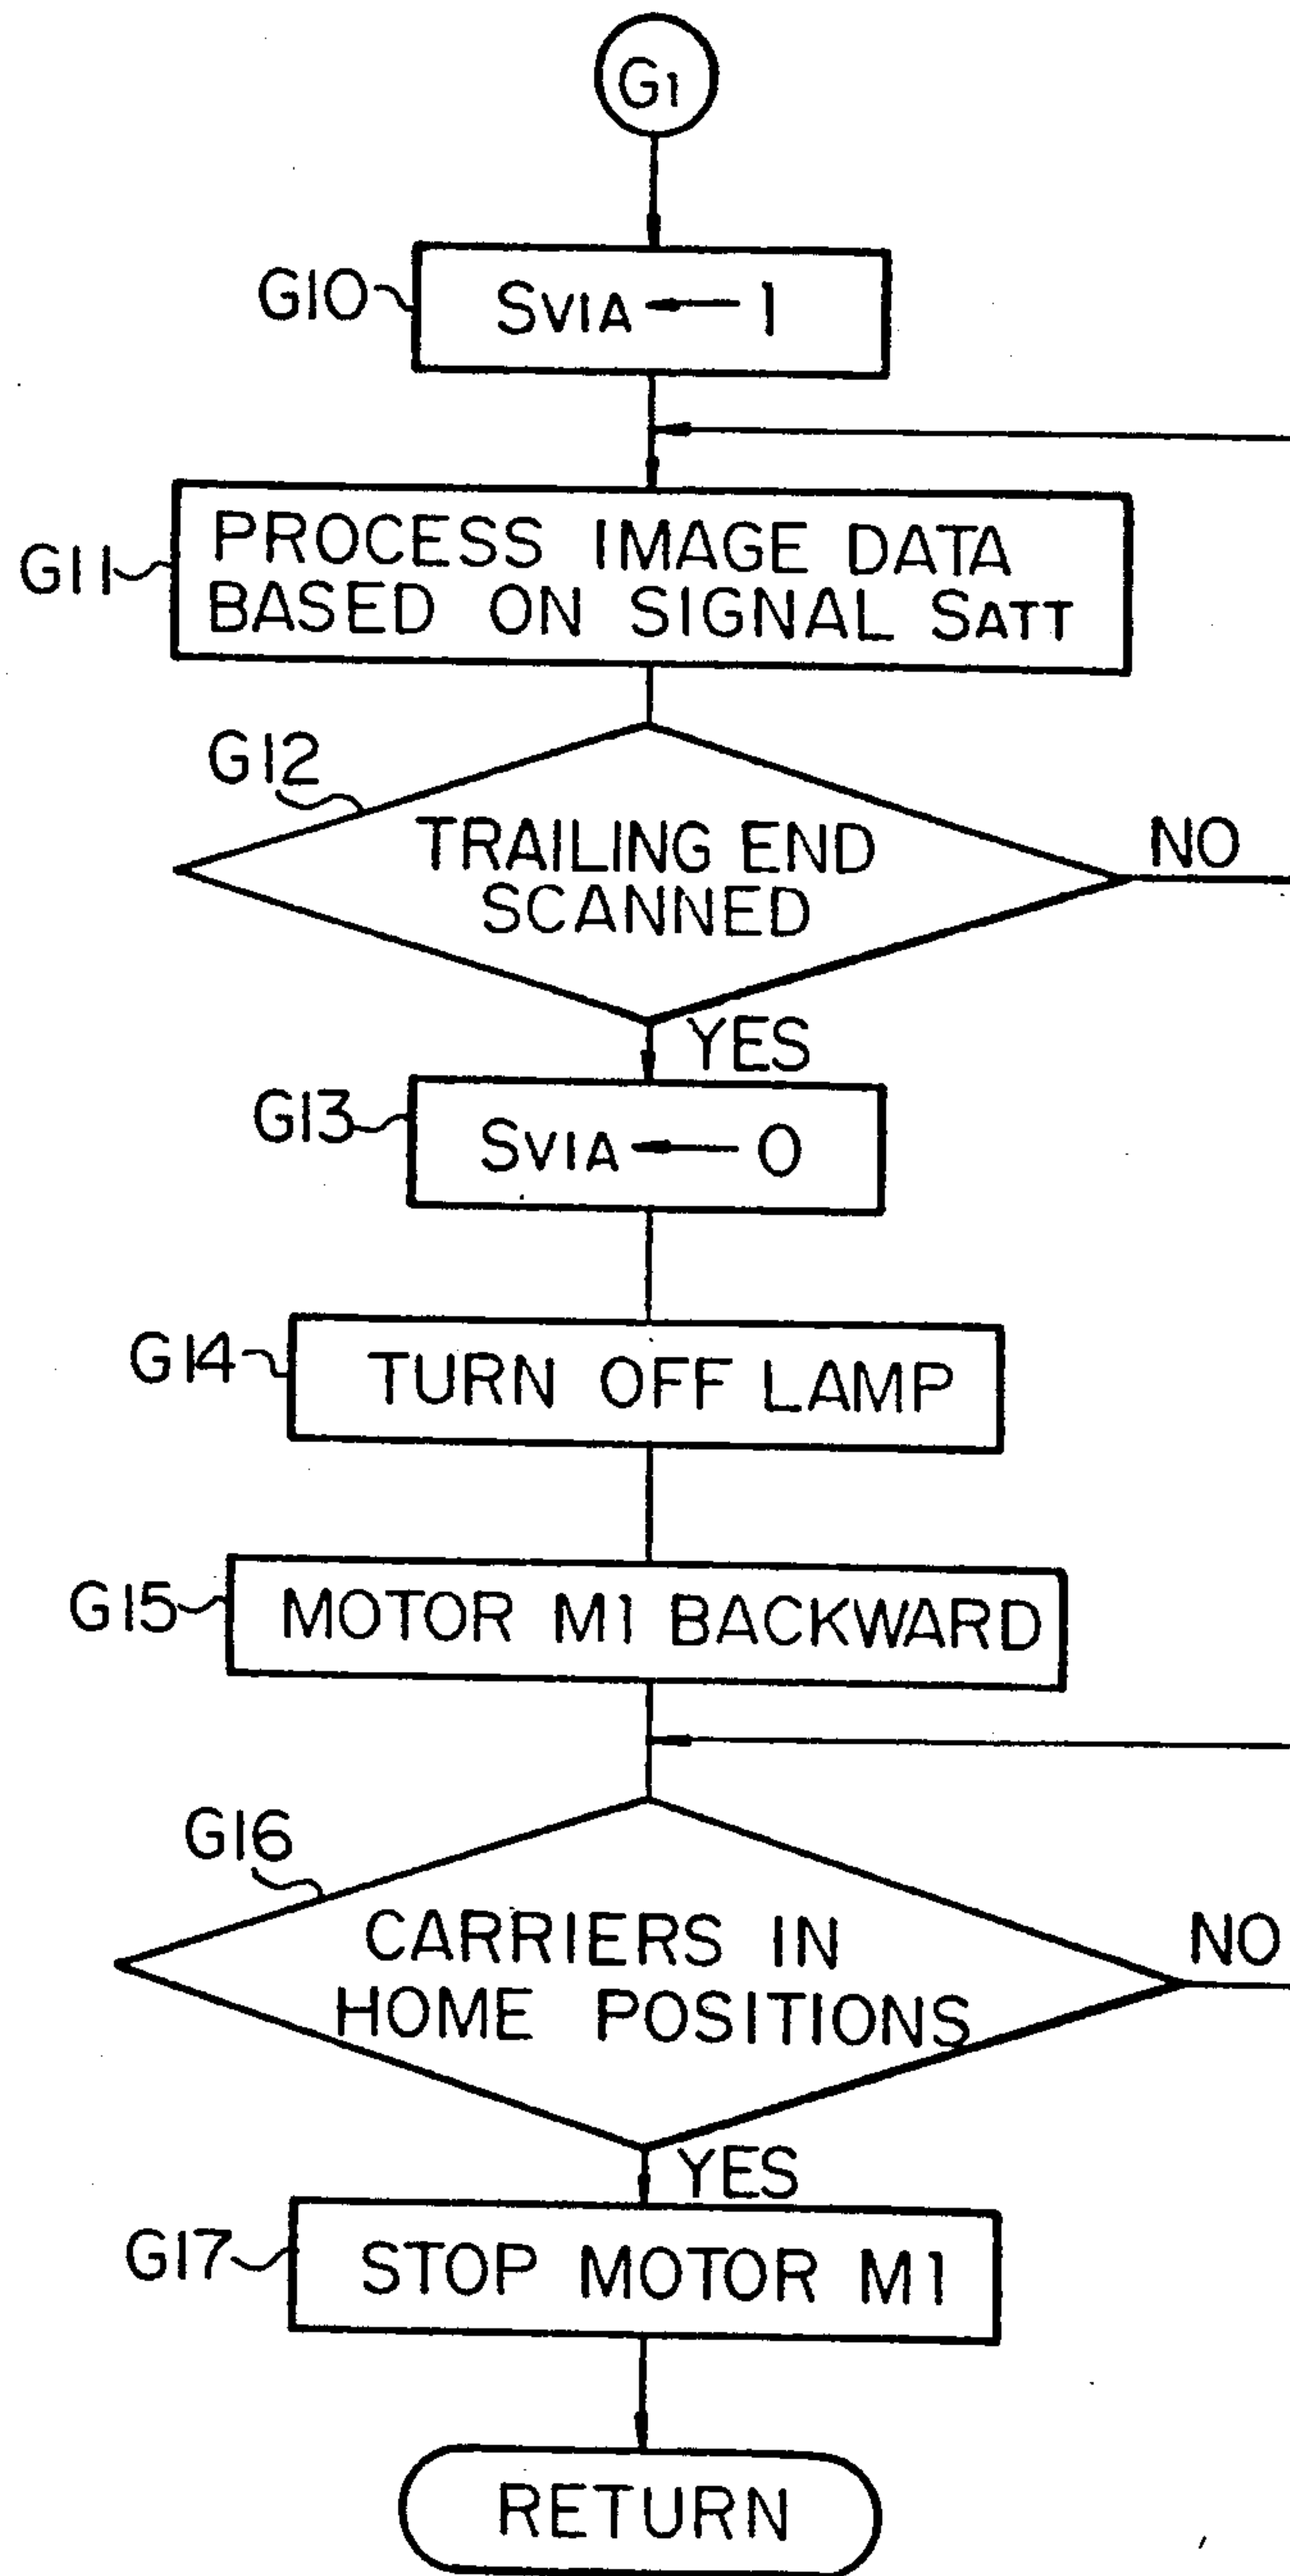 G1
G10
SVIA ← 1
G11
PROCESS IMAGE DATA
BASED ON SIGNAL SATT
G12
TRAILING END
SCANNED
NO
YES
G13
SVIA ← 0
G14
TURN OFF LAMP
G15
MOTOR M1 BACKWARD
G16
CARRIERS IN
HOME POSITIONS
NO
YES
G17
STOP MOTOR M1
RETURN